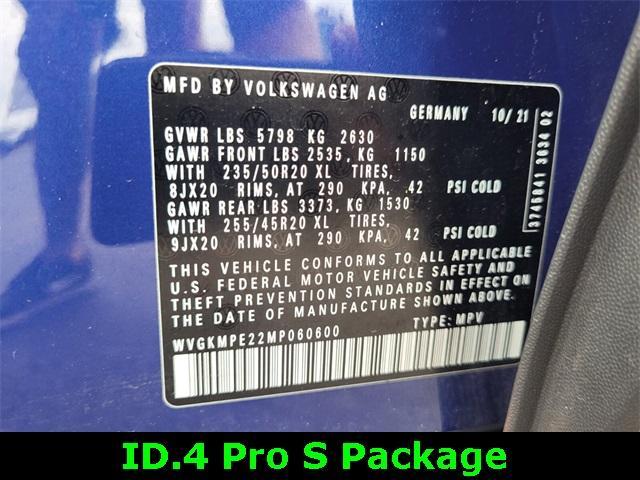 MFD BY VOLKSWAGEN AG
GERMANY 10/21
GVWR LBS 5798 KG 2630
GAWR FRONT LBS 2535, KG 1150
WITH 235/50R20 XL TIRES,
8JX20 RIMS, AT 290 KPA, 42 PSI COLD
GAWR REAR LBS 3373, KG 1530
WITH 255/45R20 XL TIRES,
9JX20 RIMS, AT 290 KPA, 42 PSI COLD
THIS VEHICLE CONFORMS TO ALL APPLICABLE
U.S. FEDERAL MOTOR VEHICLE SAFETY AND
THEFT PREVENTION STANDARDS IN EFFECT ON
THE DATE OF MANUFACTURE SHOWN ABOVE.
WVGKMPE22MP060600 TYPE: MPV
3745041 3034 02
ID.4 Pro S Package